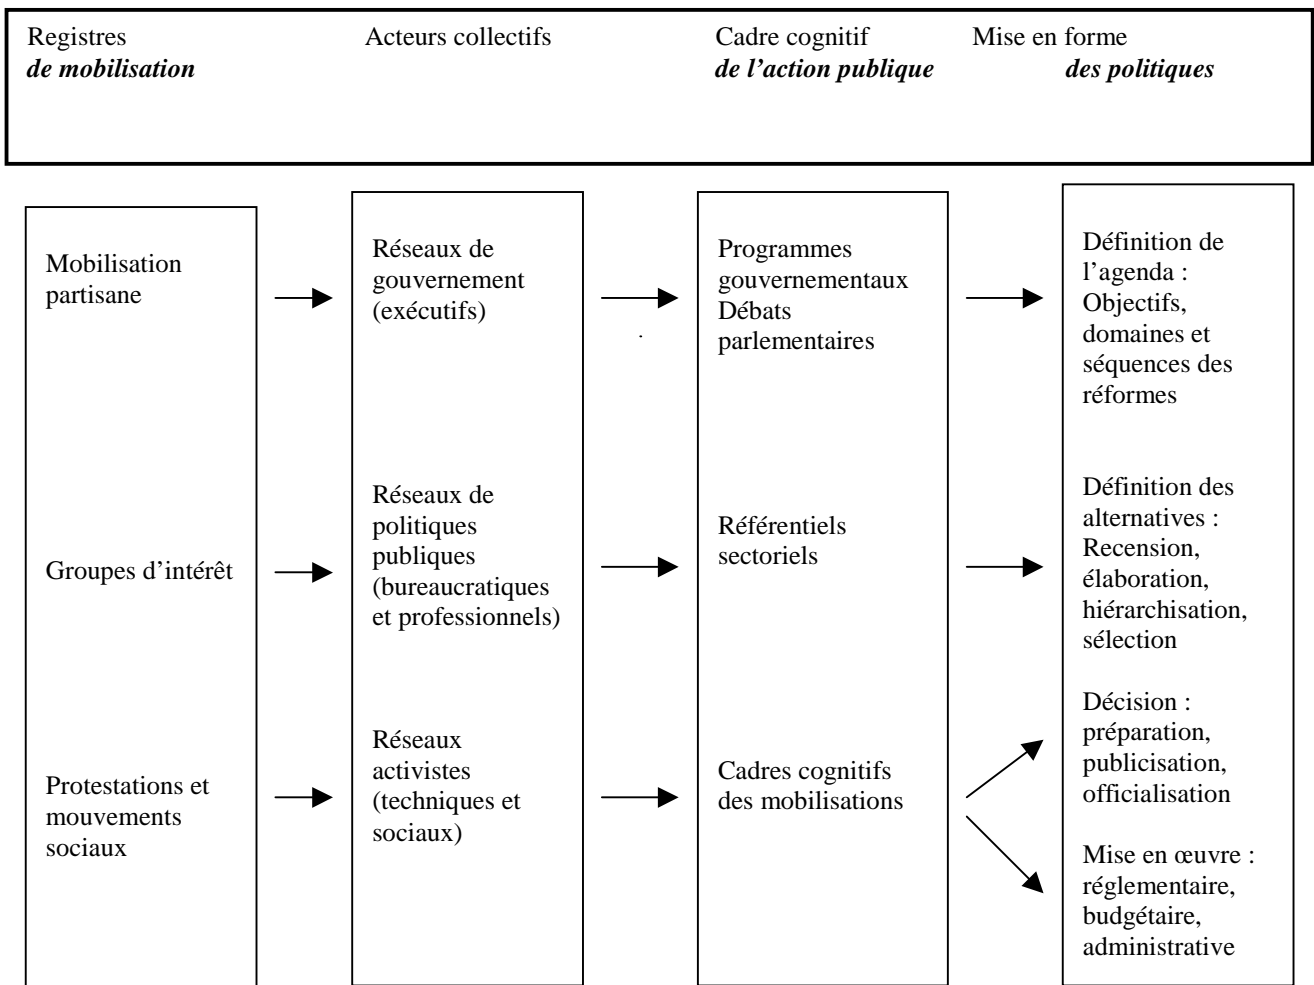 Registres
de mobilisation
Acteurs collectifs
Cadre cognitif
de l’action publique
Mise en forme
des politiques
Mobilisation
partisane
Réseaux de
gouvernement
(exécutifs)
Programmes
gouvernementaux
Débats
parlementaires
Définition de
l’agenda :
Objectifs,
domaines et
séquences des
réformes
Groupes d’intérêt
Réseaux de
politiques
publiques
(bureaucratiques
et professionnels)
Référentiels
sectoriels
Définition des
alternatives :
Recension,
élaboration,
hiérarchisation,
sélection
Protestations et
mouvements
sociaux
Réseaux
activistes
(techniques et
sociaux)
Cadres cognitifs
des mobilisations
Décision :
préparation,
publicisation,
officialisation
Mise en œuvre :
réglementaire,
budgétaire,
administrative